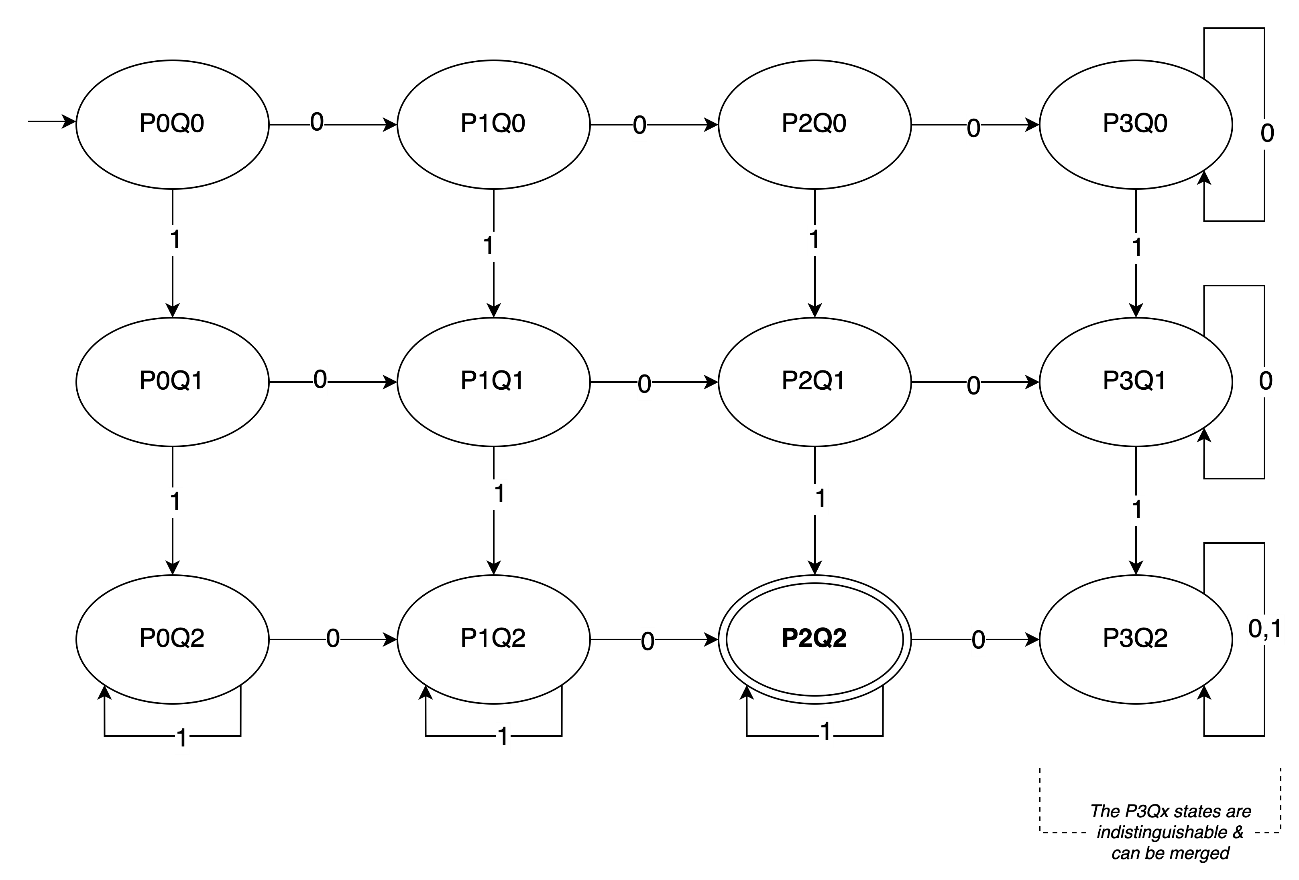 P0Q0 0 P1Q0 0 P2Q0 0 P3Q0 0
1 1 1 1
P0Q1 0 P1Q1 0 P2Q1 0 P3Q1 0
1 1 1 1
P0Q2 0 P1Q2 0 P2Q2 0 P3Q2 0,1
1 1 1
The P3Qx states are
indistinguishable &
can be merged